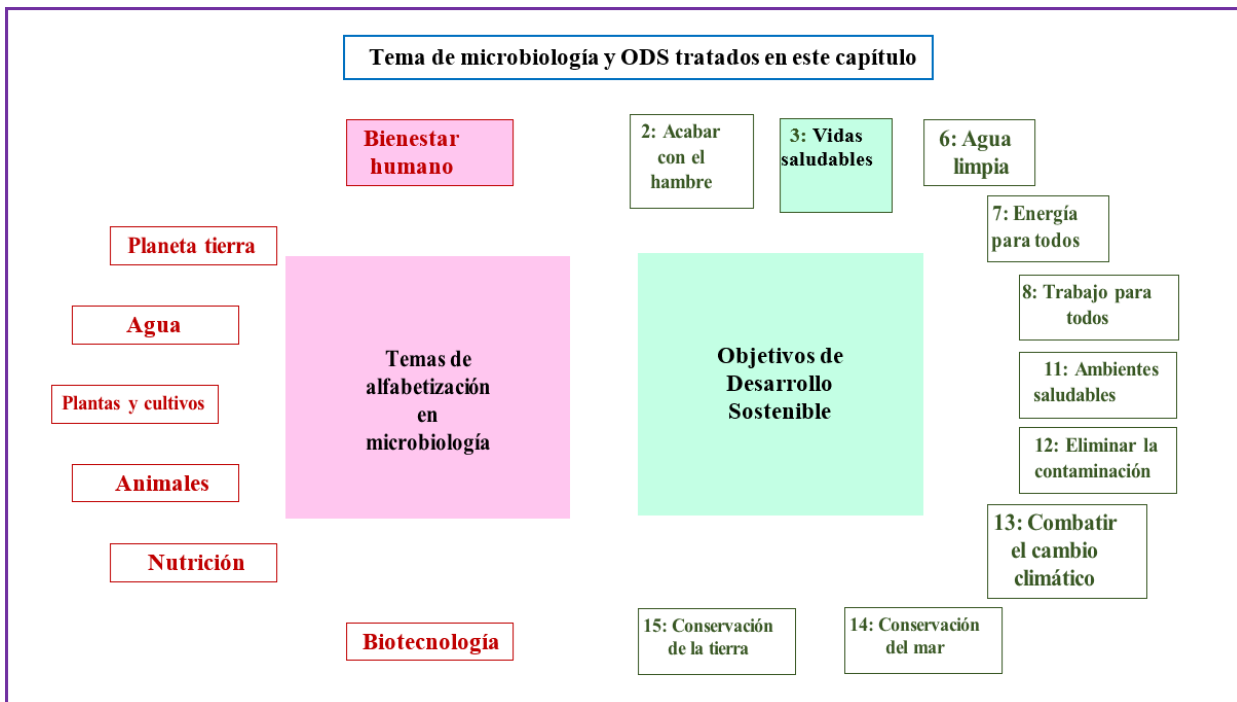 Tema de microbiología y ODS tratados en este capítulo
Bienestar
humano
Planeta tierra
Agua
Plantas y cultivos
Animales
Nutrición
Biotecnología
Temas de
alfabetización
en
microbiología
2: Acabar
con el
hambre
3: Vidas
saludables
6: Agua
limpia
7: Energía
para todos
8: Trabajo para
todos
11: Ambientes
saludables
12: Eliminar la
contaminación
13: Combatir
el cambio
climático
14: Conservación
del mar
15: Conservación
de la tierra
Objetivos de
Desarrollo
Sostenible